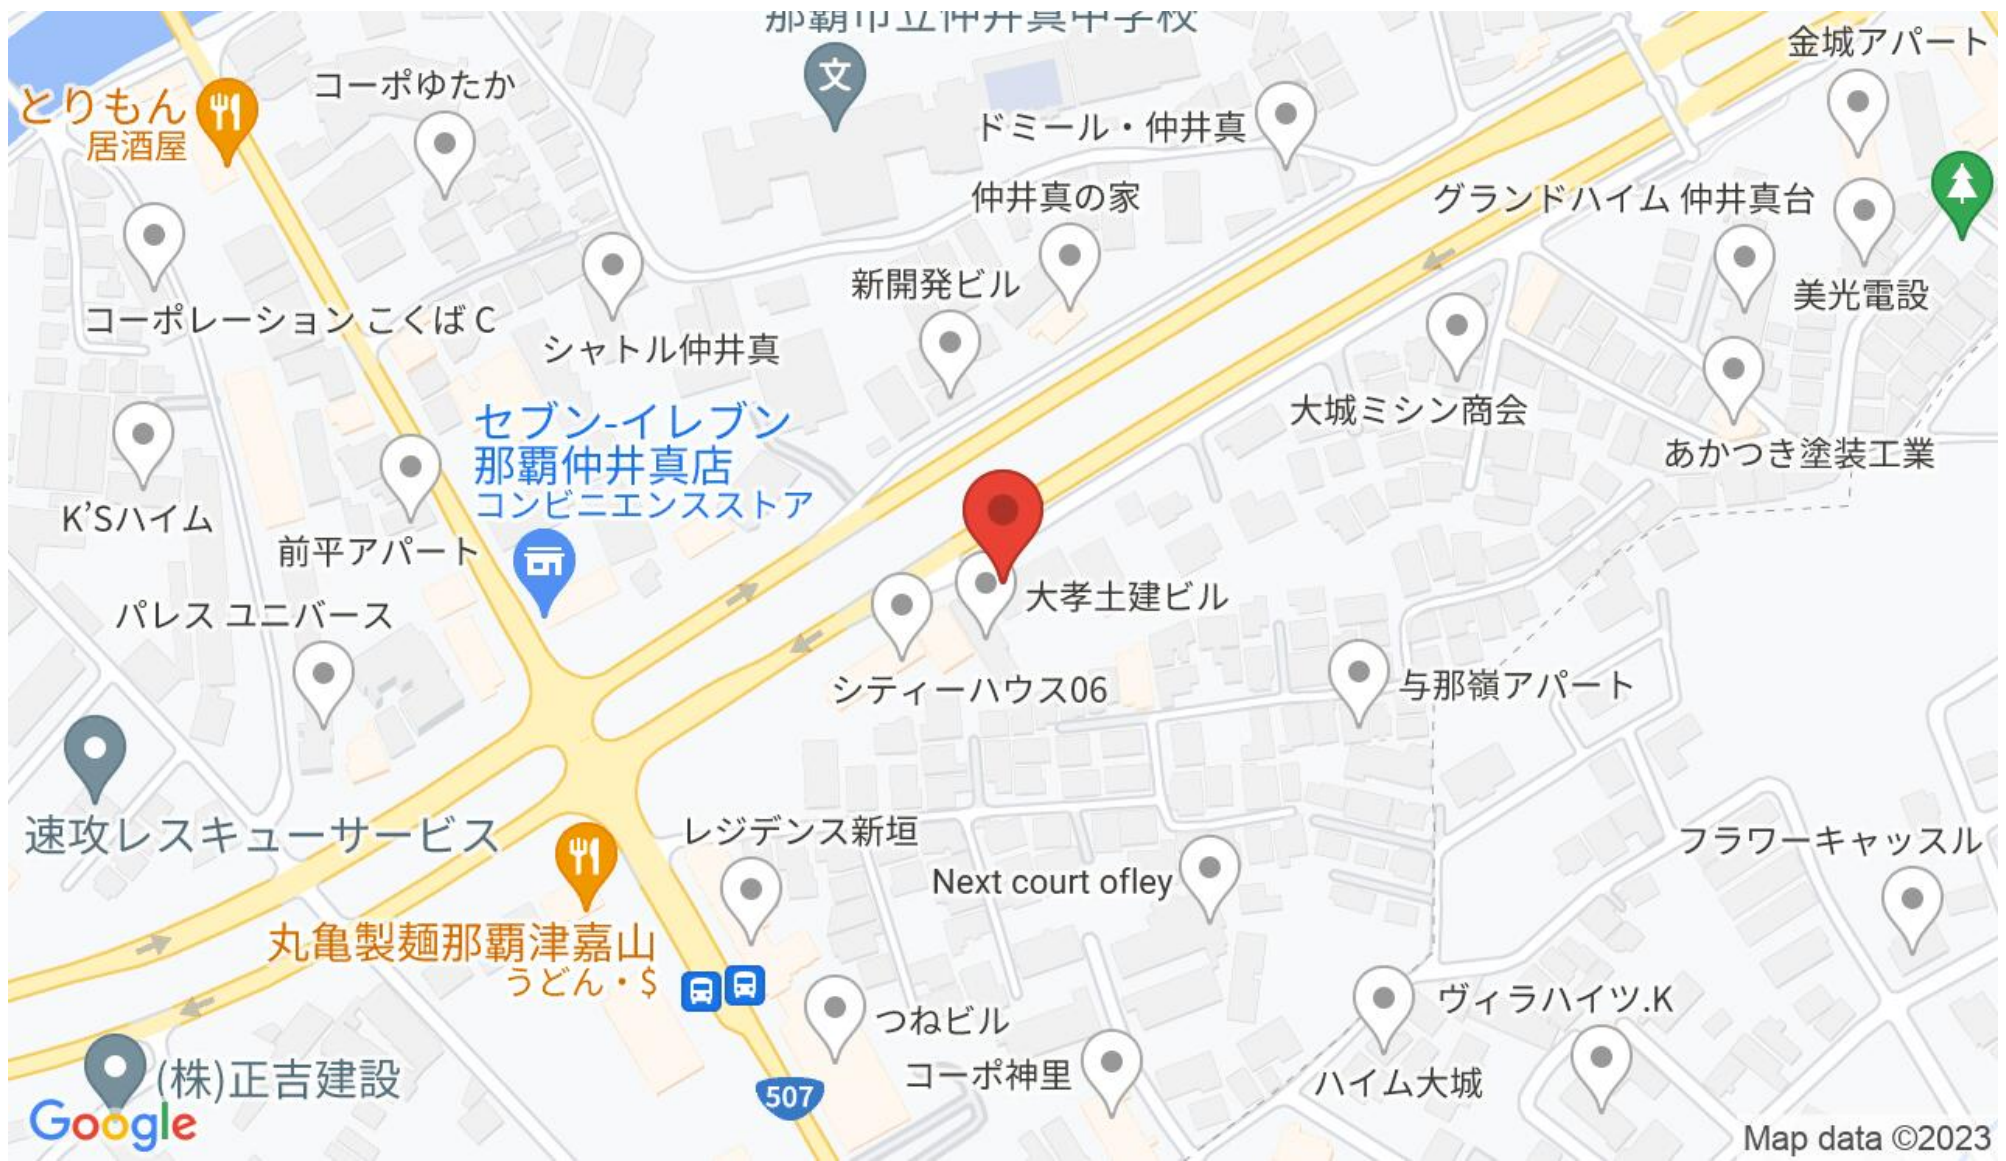 那覇市立仲井真中学校
文
金城アパート
コーポゆたか
とりもん
居酒屋
ドミール・仲井真
仲井真の家
グランドハイム 仲井真台
新開発ビル
美光電設
コーポレーション こくば C
シャトル仲井真
大城ミシン商会
セブン-イレブン
那覇仲井真店
コンビニエンスストア
あかつき塗装工業
K’Sハイム
前平アパート
パレス ユニバース
大孝土建ビル
シティーハウス06
与那嶺アパート
速攻レスキューサービス
レジデンス新垣
フラワーキャッスル
Next court ofley
丸亀製麺那覇津嘉山
うどん・$
つねビル
ヴィラハイツ.K
コーポ神里
ハイム大城
(株)正吉建設
507
Google
Map data ©2023